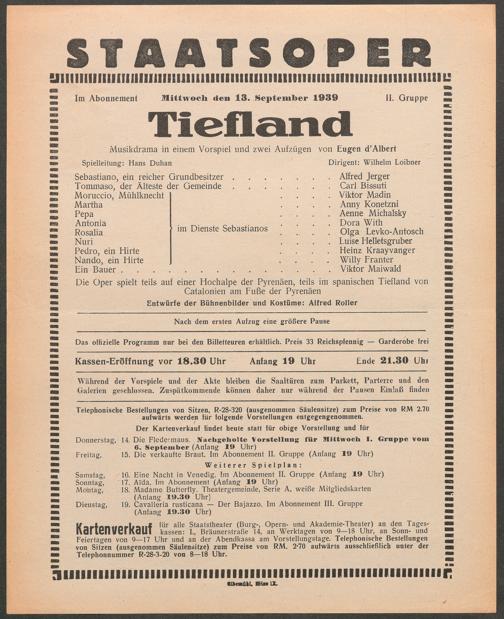 STAATSOPER
Im Abonnement Mittwoch den 13. September 1939 II. Gruppe
Tiefland
Musikdrama in einem Vorspiel und zwei Aufzügen von Eugen d'Albert
Spielleitung: Hans Duhan Dirigent: Wilhelm Loibner
Sebastiano, ein reicher Grundbesitzer . . . . . . . Alfred Jerger
Tommaso, der Älteste der Gemeinde . . . . . . . Carl Bissuti
Moruccio, Mühlknecht . . . . Viktor Madin
Martha . . . . Anny Konetzni
Pepa . . . . Aenne Michalsky
Antonia . . . . Dora With
Rosalia im Dienste Sebastianos . . . . Olga Levko-Antosch
Nuri . . . . Luise Helletsgruber
Pedro, ein Hirte . . . . Heinz Kraayvanger
Nando, ein Hirte . . . . Willy Franter
Ein Bauer . . . . . . . Viktor Maiwald
Die Oper spielt teils auf einer Hochalpe der Pyrenäen, teils im spanischen Tiefland von
Catalonien am Fuße der Pyrenäen
Entwürfe der Bühnenbilder und Kostüme: Alfred Roller
Nach dem ersten Aufzug eine größere Pause
Das offizielle Programm nur bei den Billetteuren erhältlich. Preis 33 Reichspfennig — Garderobe frei
Kassen-Eröffnung vor 18.30 Uhr Anfang 19 Uhr Ende 21.30 Uhr
Während der Vorspiele und der Akte bleiben die Saaltüren zum Parkett, Parterre und den
Galerien geschlossen. Zuspätkommende können daher nur während der Pausen Einlaß finden
Telephonische Bestellungen von Sitzen, R-28-320 (ausgenommen Säulensitze) zum Preise von RM 2.70
aufwärts werden für folgende Vorstellungen entgegengenommen.
Der Kartenverkauf findet heute statt für obige Vorstellung und für
Donnerstag, 14. Die Fledermaus. Nachgeholte Vorstellung für Mittwoch I. Gruppe vom
6. September (Anfang 19 Uhr)
Freitag, 15. Die verkaufte Braut. Im Abonnement II. Gruppe (Anfang 19 Uhr)
Weiterer Spielplan:
Samstag, 16. Eine Nacht in Venedig. Im Abonnement II. Gruppe (Anfang 19 Uhr)
Sonntag, 17. Aida. Im Abonnement (Anfang 19 Uhr)
Montag, 18. Madame Butterfly. Theatergemeinde, Serie A, weiße Mitgliedskarten
(Anfang 19.30 Uhr)
Dienstag, 19. Cavalleria rusticana — Der Bajazzo. Im Abonnement III. Gruppe
(Anfang 19.30 Uhr)
Kartenverkauf für alle Staatstheater (Burg-, Opern- und Akademie-Theater) an den Tages-
kassen: I., Bräunerstraße 14, an Werktagen von 9—18 Uhr, an Sonn- und
Feiertagen von 9—17 Uhr und an der Abendkassa am Vorstellungstage. Telephonische Bestellungen
von Sitzen (ausgenommen Säulensitze) zum Preise von RM. 2·70 aufwärts ausschließlich unter der
Telephonnummer R-28-3-20 von 8—18 Uhr.
Elbemühl, Wien IX.